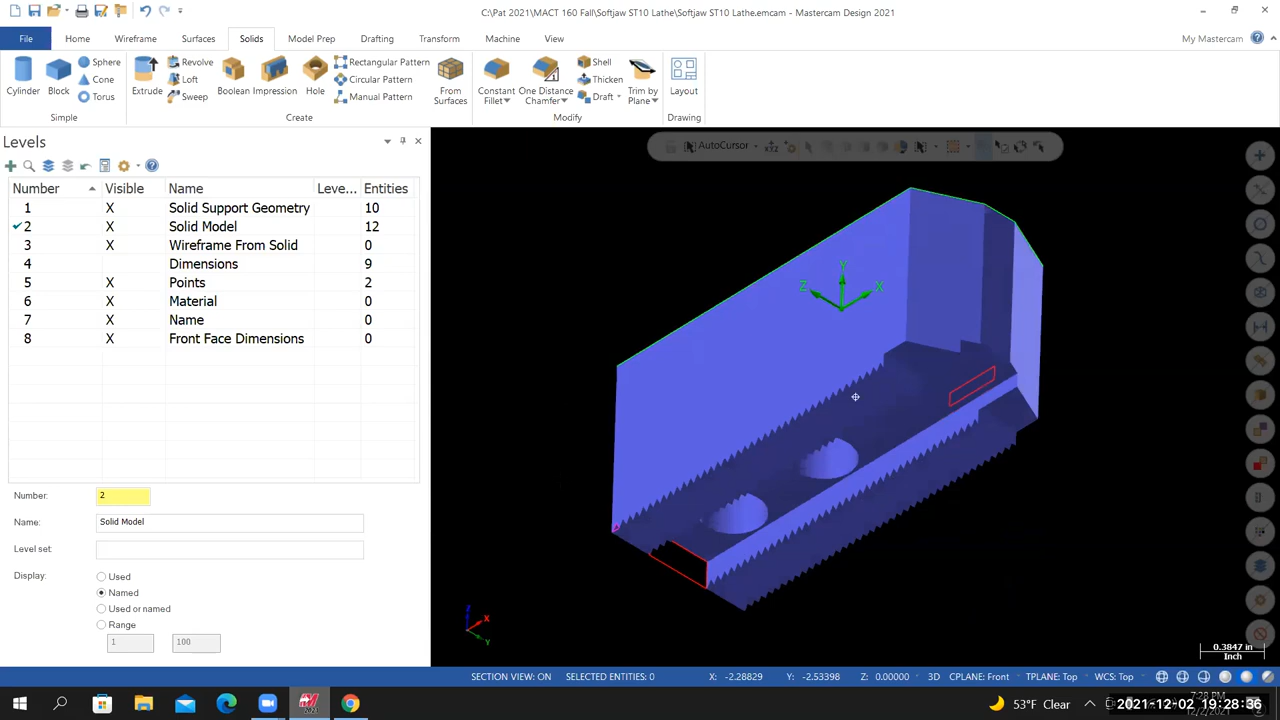 C:\Pat 2021\MACT 160 Fall\Softjaw ST10 Lathe\Softjaw ST10 Lathe.emcam - Mastercam Design 2021
File Home Wireframe Surfaces Solids Model Prep Drafting Transform Machine View My Mastercam
Cylinder Block Sphere Cone Torus
Simple
Extrude Revolve Loft Sweep Boolean Impression Hole Rectangular Pattern Circular Pattern Manual Pattern From Surfaces
Create
Constant Fillet One Distance Chamfer Shell Thicken Draft Trim by Plane
Modify
Layout
Drawing
Levels
AutoCursor
Number Visible Name Leve... Entities
1 X Solid Support Geometry 10
2 X Solid Model 12
3 X Wireframe From Solid 0
4 Dimensions 9
5 X Points 2
6 X Material 0
7 X Name 0
8 X Front Face Dimensions 0
Y
Z X
Number: 2
Name: Solid Model
Level set:
Display: Used
Named
Used or named
Range
1 100
Z
X
Y
0.3847 in
Inch
SECTION VIEW: ON SELECTED ENTITIES: 0 X: -2.28829 Y: -2.53398 Z: 0.00000 3D CPLANE: Front TPLANE: Top WCS: Top
53°F Clear
2021-12-02 19:28:36